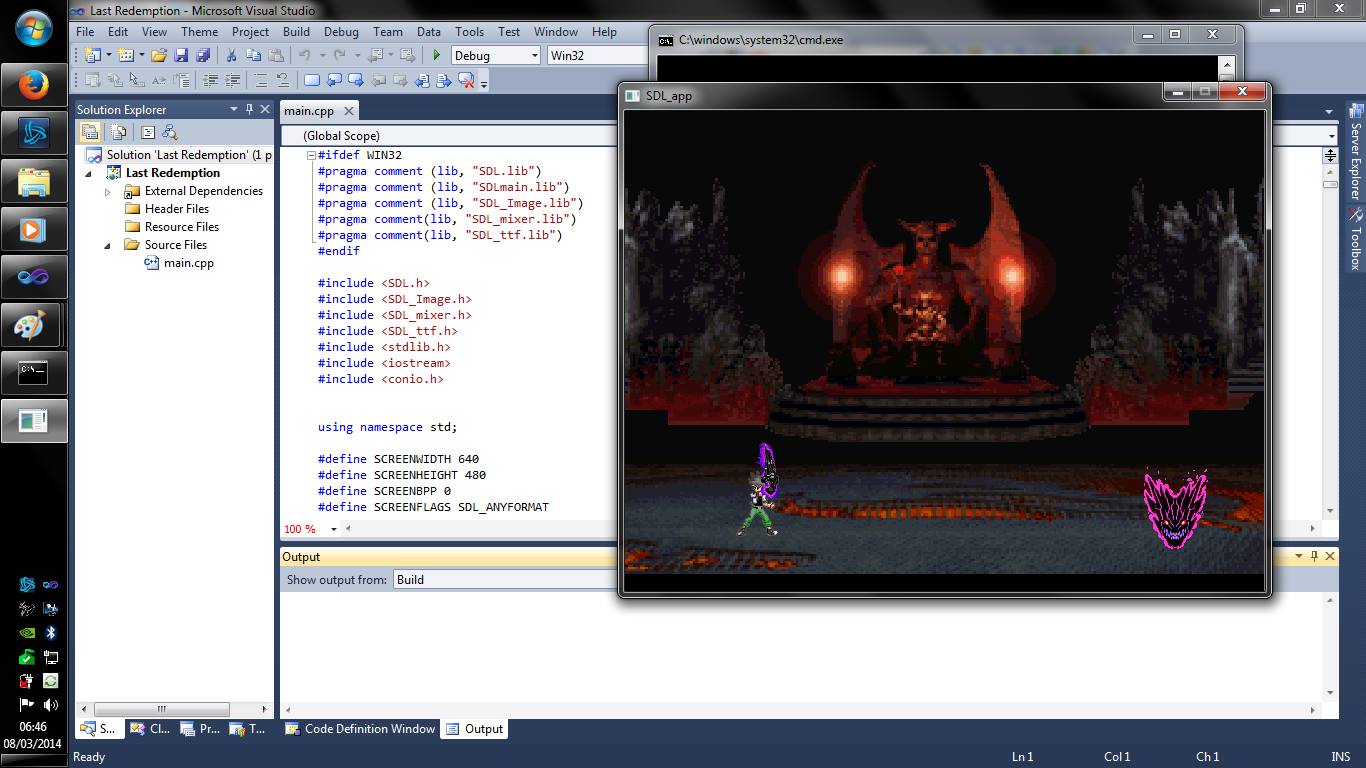 Last Redemption - Microsoft Visual Studio
File Edit View Theme Project Build Debug Team Data Tools Test Window Help
Debug Win32
C:\windows\system32\cmd.exe
SDL_app
Solution Explorer
Solution 'Last Redemption' (1 p
Last Redemption
External Dependencies
Header Files
Resource Files
Source Files
main.cpp
main.cpp
(Global Scope)
#ifdef WIN32
#pragma comment (lib, "SDL.lib")
#pragma comment (lib, "SDLmain.lib")
#pragma comment (lib, "SDL_Image.lib")
#pragma comment(lib, "SDL_mixer.lib")
#pragma comment(lib, "SDL_ttf.lib")
#endif
#include <SDL.h>
#include <SDL_Image.h>
#include <SDL_mixer.h>
#include <SDL_ttf.h>
#include <stdlib.h>
#include <iostream>
#include <conio.h>
using namespace std;
#define SCREENWIDTH 640
#define SCREENHEIGHT 480
#define SCREENBPP 0
#define SCREENFLAGS SDL_ANYFORMAT
100 %
Output
Show output from: Build
Server Explorer
Toolbox
S... Cl... Pr... T...
Code Definition Window Output
Ready Ln 1 Col 1 Ch 1 INS
06:46
08/03/2014